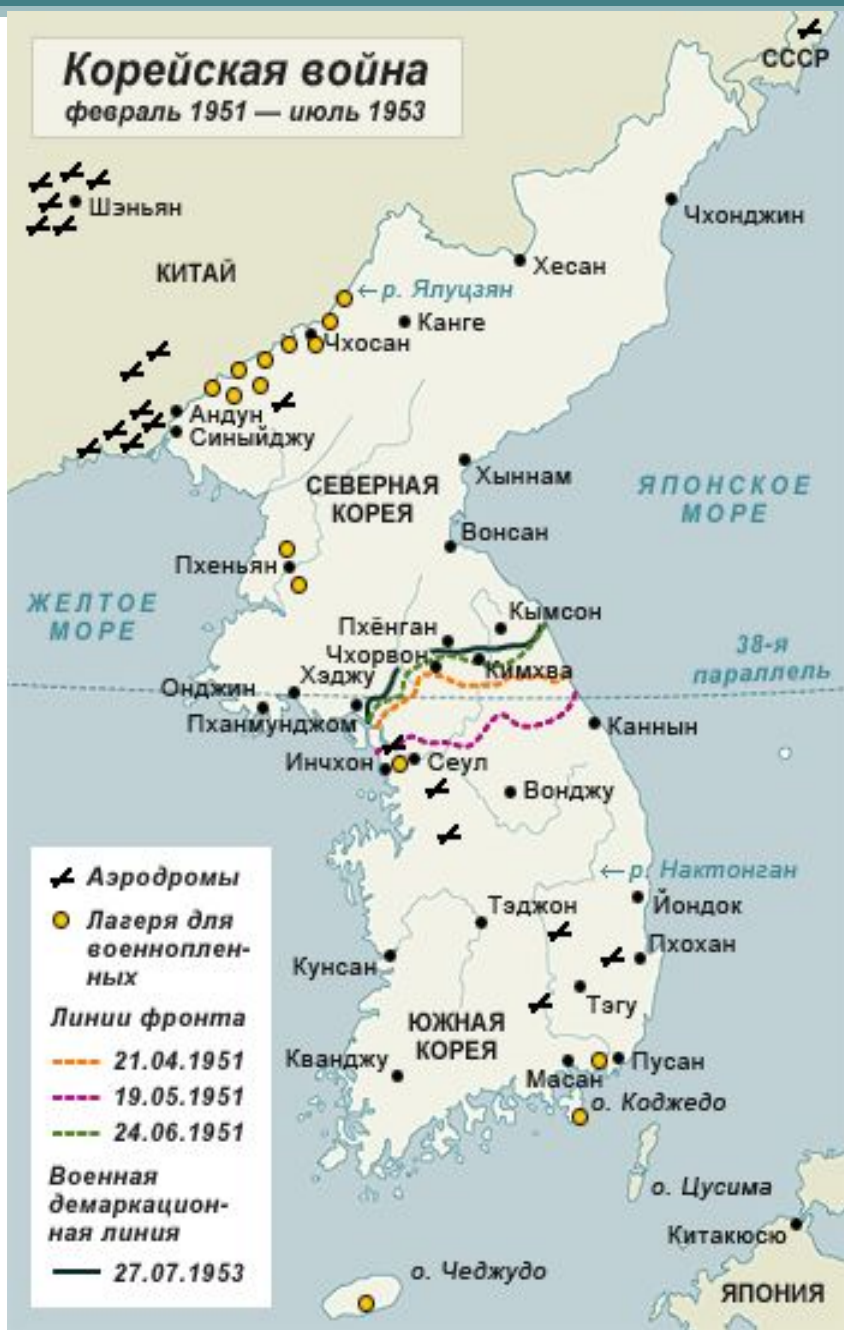 Корейская война
февраль 1951 — июль 1953
СССР
Шэньян
Чхонджин
КИТАЙ
Хесан
←р. Ялуцзян
Канге
Чхосан
Андун
Синыйджу
СЕВЕРНАЯ
КОРЕЯ
Хыннам
ЯПОНСКОЕ
МОРЕ
Вонсан
Пхеньян
ЖЕЛТОЕ
МОРЕ
Кымсон
Пхёнган
Чхорвон
Кимхва
38-я
параллель
Хэджу
Онджин
Пханмунджом
Каннын
Инчхон
Сеул
Вонджу
←р. Нактонган
Тэджон
Йондок
Пхохан
Кунсан
Тэгу
ЮЖНАЯ
КОРЕЯ
Кванджу
Масан
Пусан
о. Коджедо
о. Цусима
Китакюсю
о. Чеджудо
ЯПОНИЯ
Аэродромы
Лагеря для
военноплен-
ных
Линии фронта
21.04.1951
19.05.1951
24.06.1951
Военная
демаркацион-
ная линия
27.07.1953